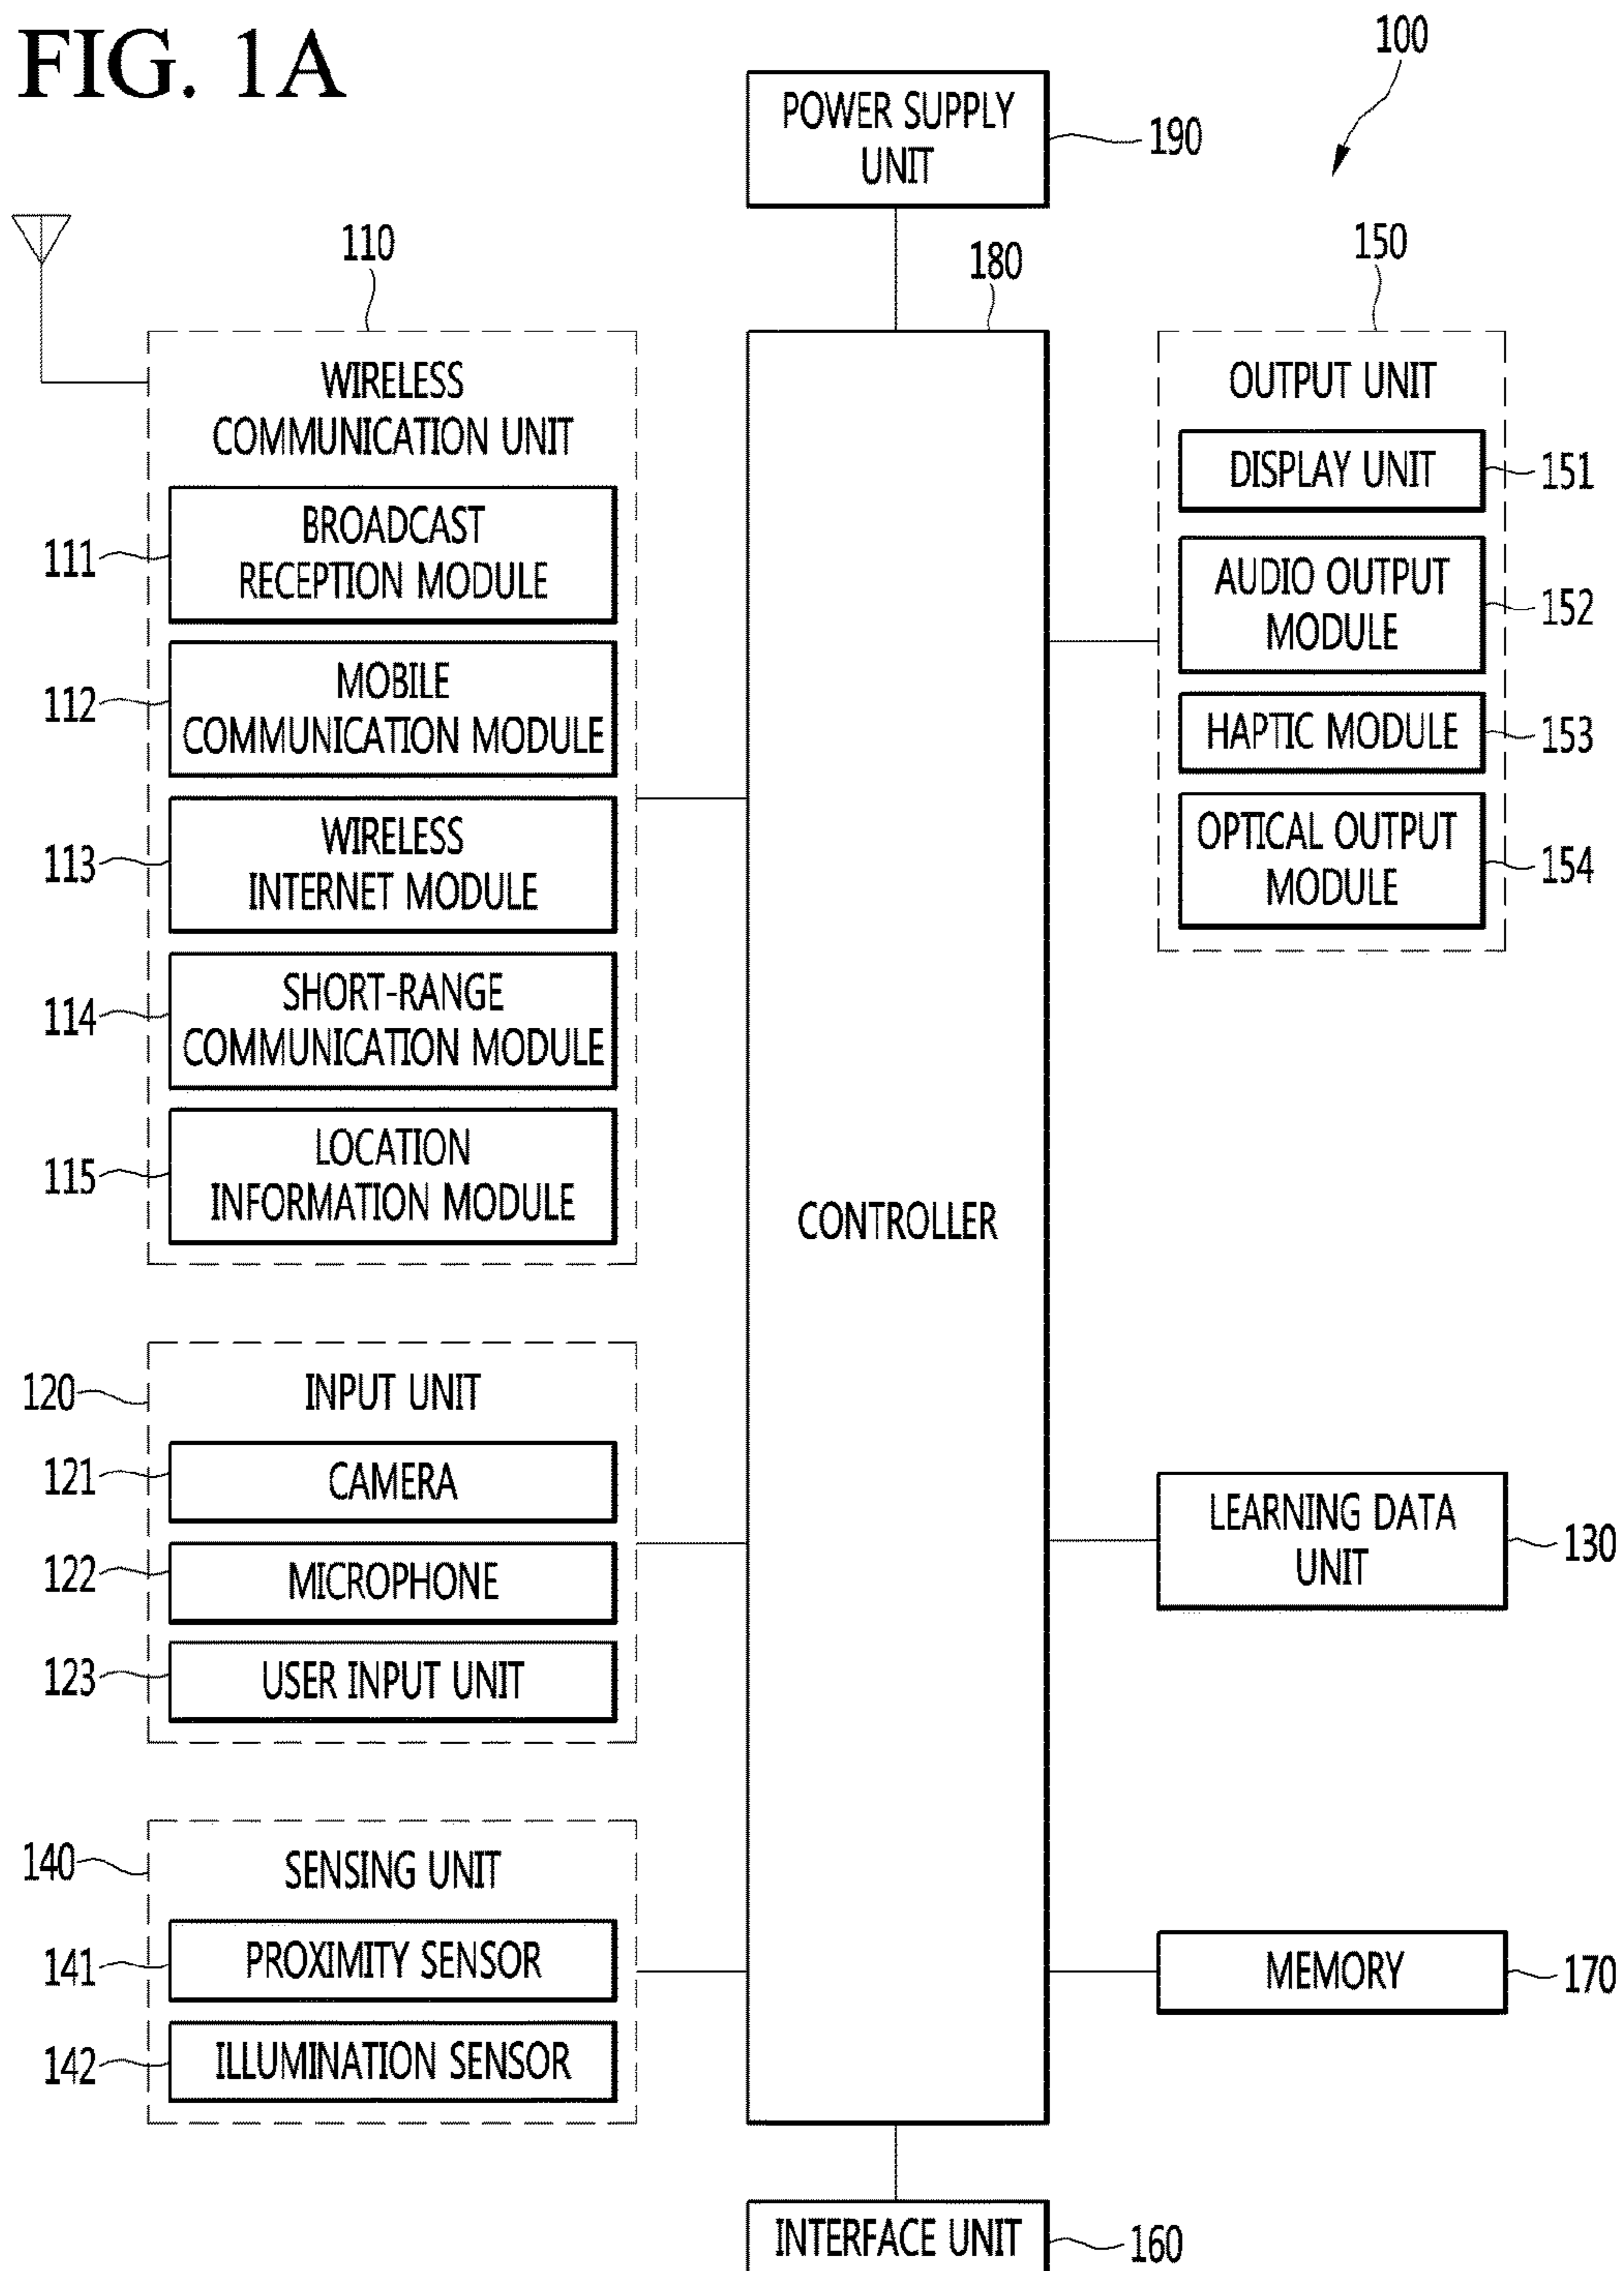 FIG. 1A
100
POWER SUPPLY
UNIT
190
110
180
150
WIRELESS
COMMUNICATION UNIT
111
BROADCAST
RECEPTION MODULE
112
MOBILE
COMMUNICATION MODULE
113
WIRELESS
INTERNET MODULE
114
SHORT-RANGE
COMMUNICATION MODULE
115
LOCATION
INFORMATION MODULE
120
INPUT UNIT
121
CAMERA
122
MICROPHONE
123
USER INPUT UNIT
140
SENSING UNIT
141
PROXIMITY SENSOR
142
ILLUMINATION SENSOR
CONTROLLER
OUTPUT UNIT
DISPLAY UNIT
151
AUDIO OUTPUT
MODULE
152
HAPTIC MODULE
153
OPTICAL OUTPUT
MODULE
154
LEARNING DATA
UNIT
130
MEMORY
170
INTERFACE UNIT
160